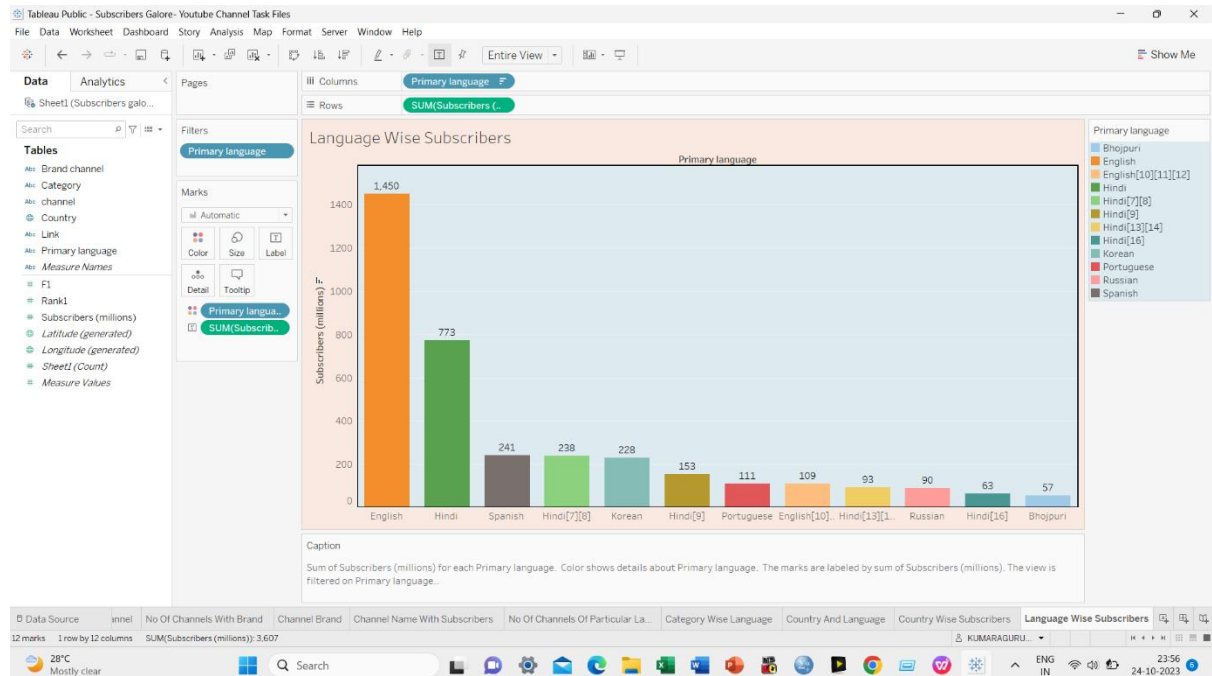 Tableau Public - Subscribers Galore- Youtube Channel Task Files
File Data Worksheet Dashboard Story Analysis Map Format Server Window Help
Entire View
Show Me
Data Analytics
Sheet1 (Subscribers galo...
Search
Tables
Abc Brand channel
Abc Category
Abc channel
Country
Abc Link
Abc Primary language
Abc Measure Names
# F1
# Rank1
# Subscribers (millions)
Latitude (generated)
Longitude (generated)
# Sheet1 (Count)
# Measure Values
Pages
Filters
Primary language
Marks
Automatic
Color Size Label
Detail Tooltip
Primary langua..
SUM(Subscrib..
Columns Primary language
Rows SUM(Subscribers (..
Language Wise Subscribers
Primary language
Subscribers (millions)
1400
1200
1000
800
600
400
200
0
1,450 773 241 238 228 153 111 109 93 90 63 57
English Hindi Spanish Hindi[7][8] Korean Hindi[9] Portuguese English[10].. Hindi[13][1.. Russian Hindi[16] Bhojpuri
Primary language
Bhojpuri
English
English[10][11][12]
Hindi
Hindi[7][8]
Hindi[9]
Hindi[13][14]
Hindi[16]
Korean
Portuguese
Russian
Spanish
Caption
Sum of Subscribers (millions) for each Primary language. Color shows details about Primary language. The marks are labeled by sum of Subscribers (millions). The view is
filtered on Primary language..
Data Source annel No Of Channels With Brand Channel Brand Channel Name With Subscribers No Of Channels Of Particular La... Category Wise Language Country And Language Country Wise Subscribers Language Wise Subscribers
12 marks 1 row by 12 columns SUM(Subscribers (millions)): 3,607
KUMARAGURU...
28°C
Mostly clear
Search
ENG
IN
23:56
24-10-2023